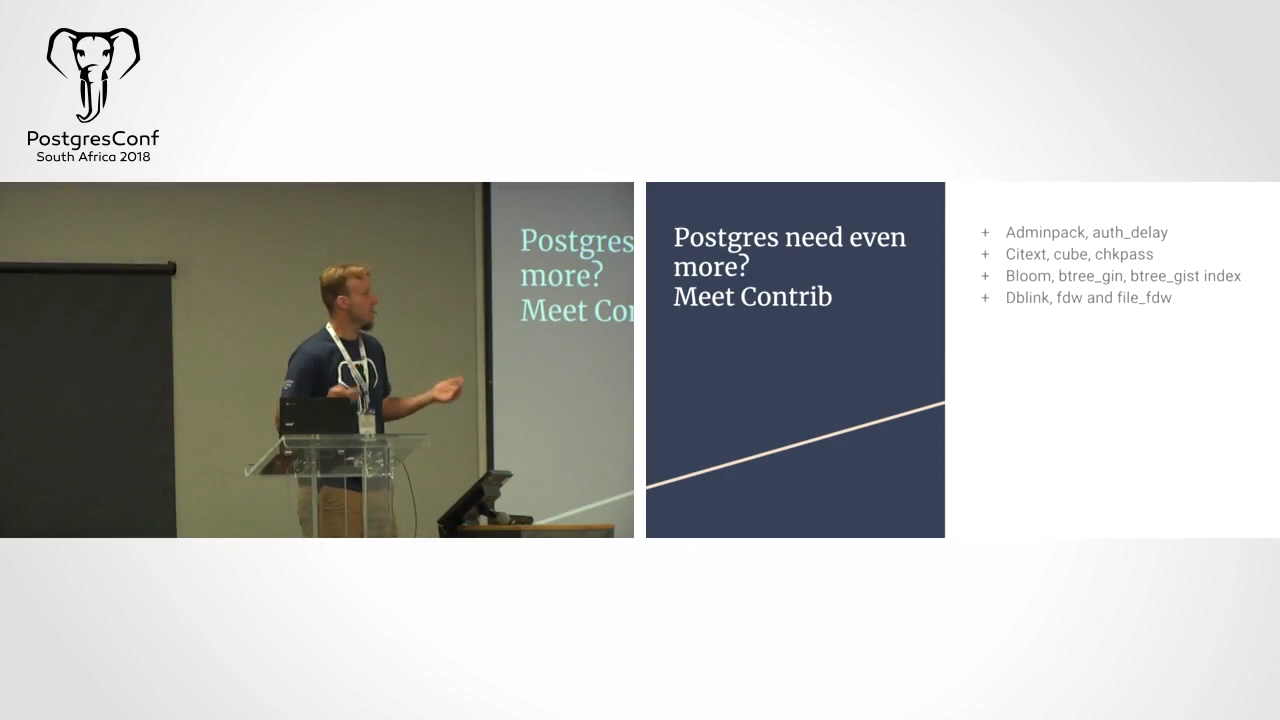 PostgresConf
South Africa 2018
Postgres
more?
Meet Co
Postgres need even
more?
Meet Contrib
+ Adminpack, auth_delay
+ Citext, cube, chkpass
+ Bloom, btree_gin, btree_gist index
+ Dblink, fdw and file_fdw